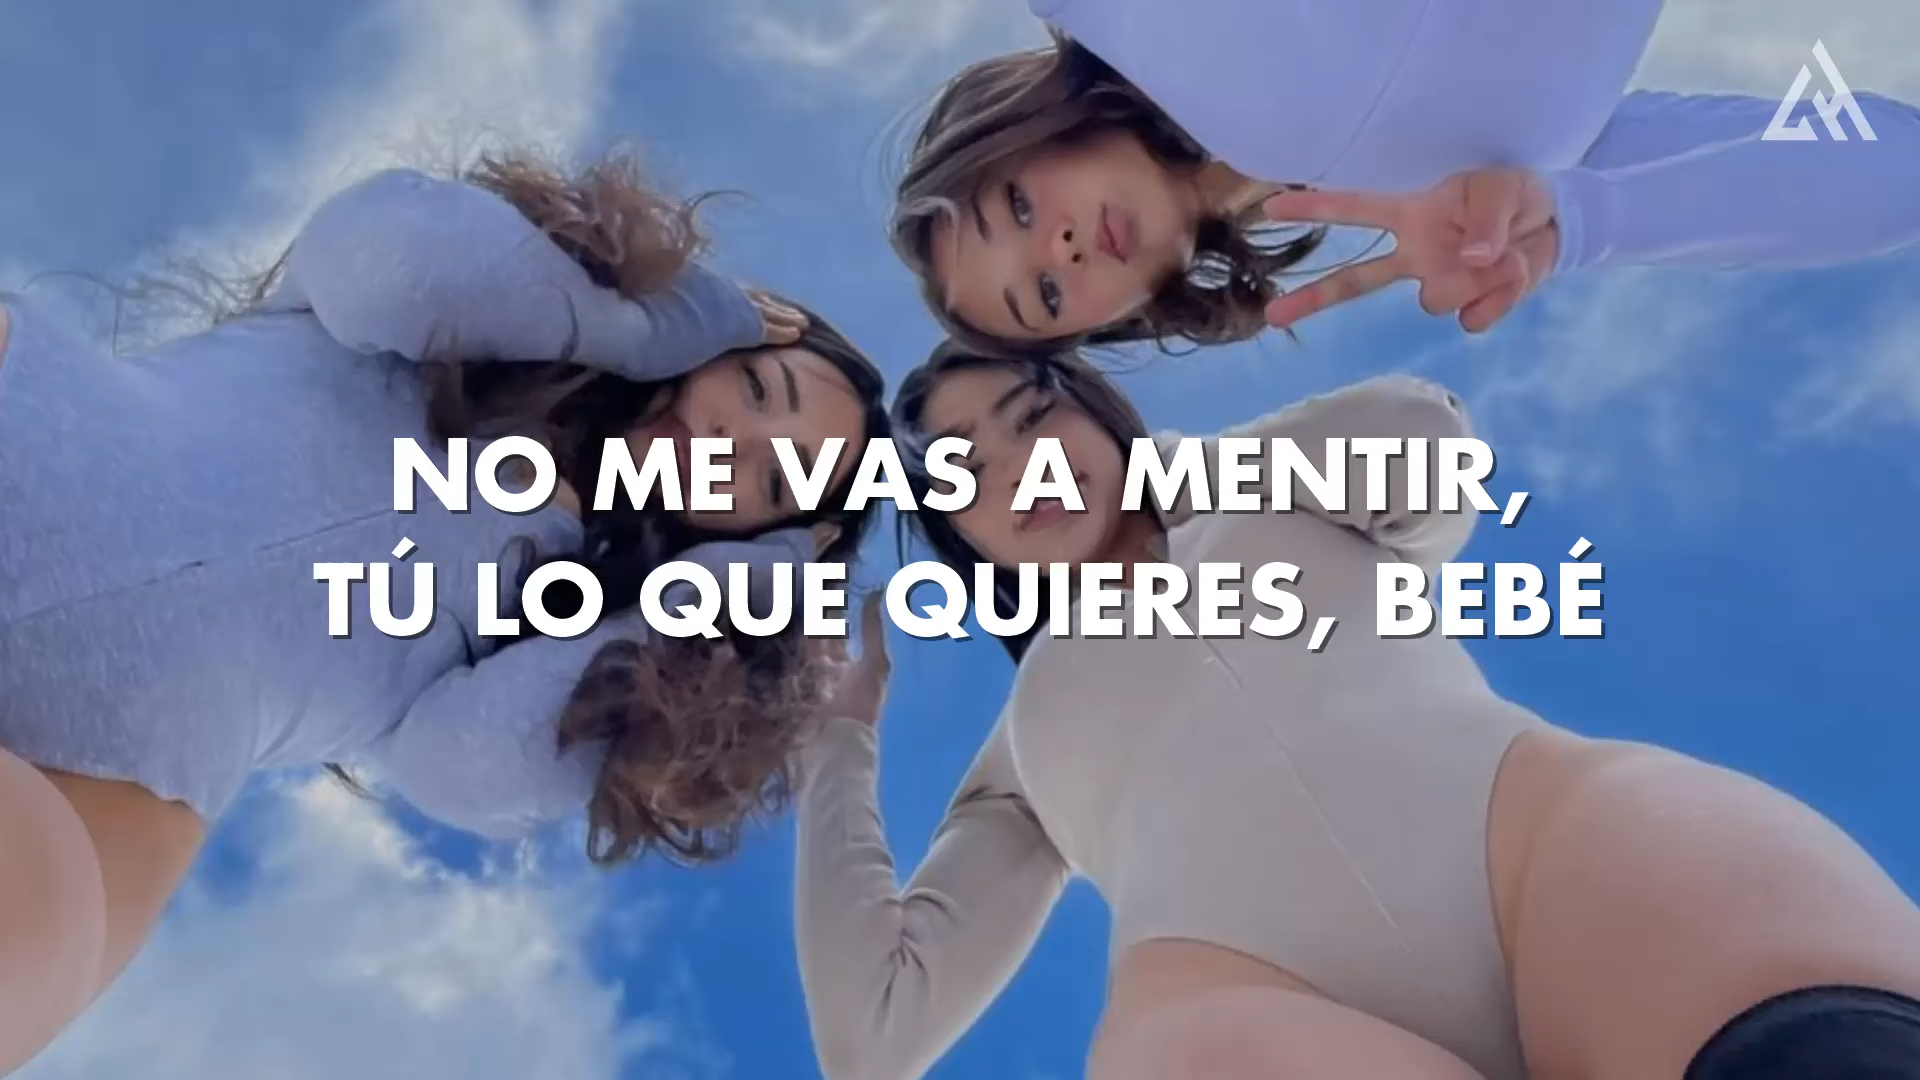 NO ME VAS A MENTIR,
TÚ LO QUE QUIERES, BEBÉ